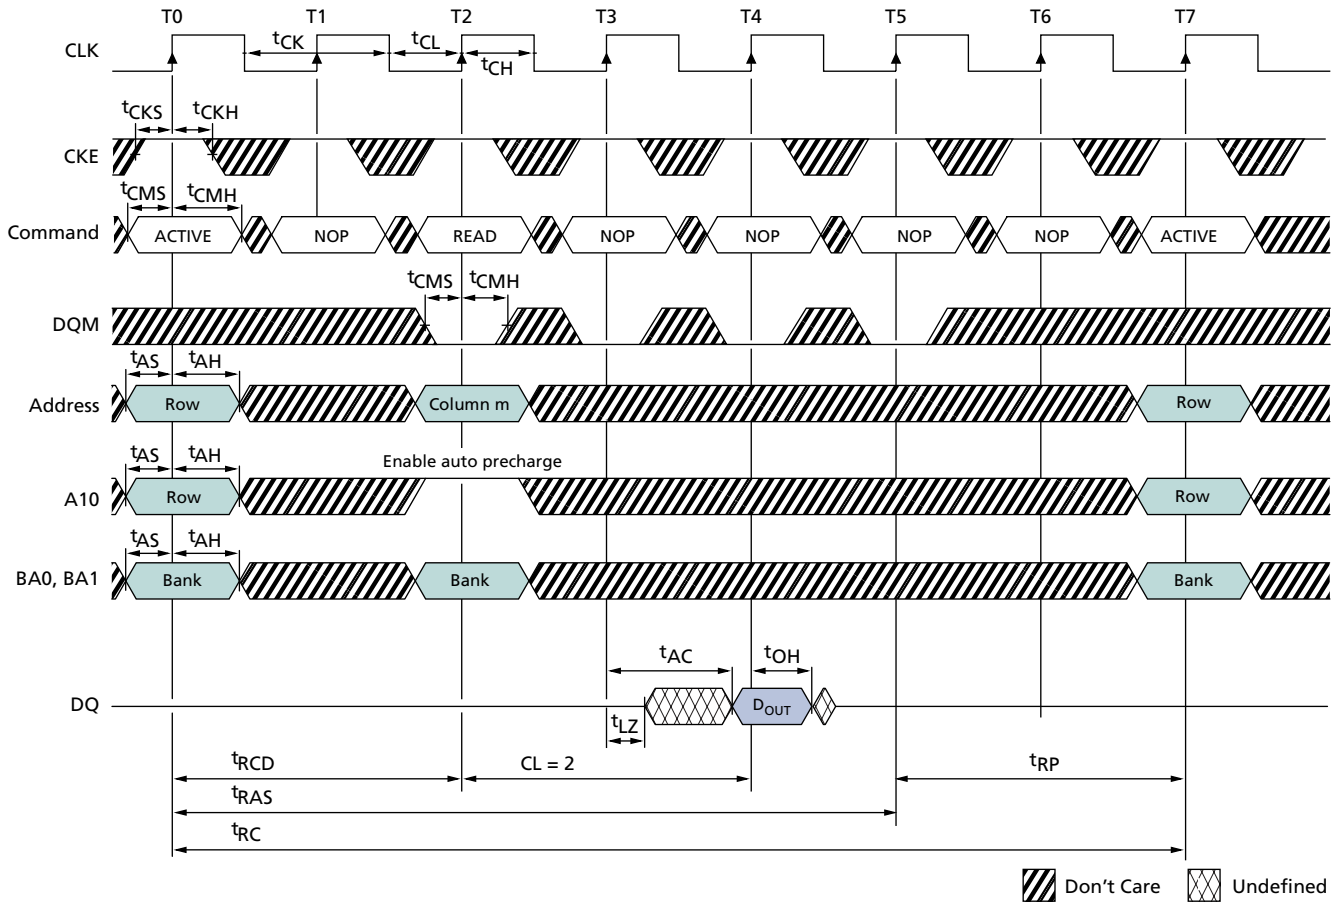 T0 T1 T2 T3 T4 T5 T6 T7
CLK
tCK tCL
tCH
tCKS tCKH
CKE
tCMS tCMH
Command ACTIVE NOP READ NOP NOP NOP NOP ACTIVE
tCMS tCMH
DQM
tAS tAH
Address Row Column m Row
tAS tAH
Enable auto precharge
A10 Row Row
tAS tAH
BA0, BA1 Bank Bank Bank
tAC tOH
DQ DOUT
tLZ
tRCD CL = 2 tRP
tRAS
tRC
Don't Care Undefined